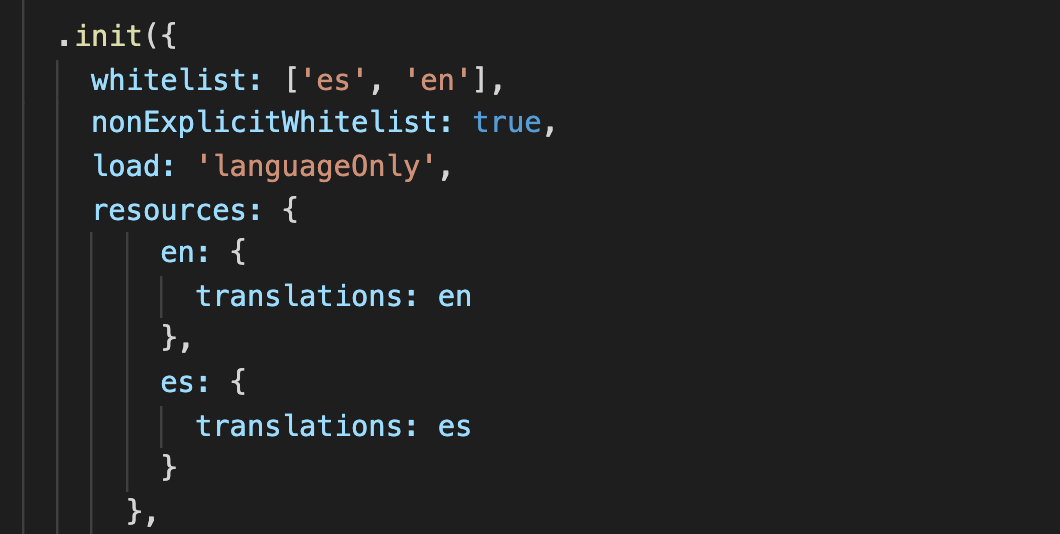 .init({
whitelist: ['es', 'en'],
nonExplicitWhitelist: true,
load: 'languageOnly',
resources: {
en: {
translations: en
},
es: {
translations: es
}
},